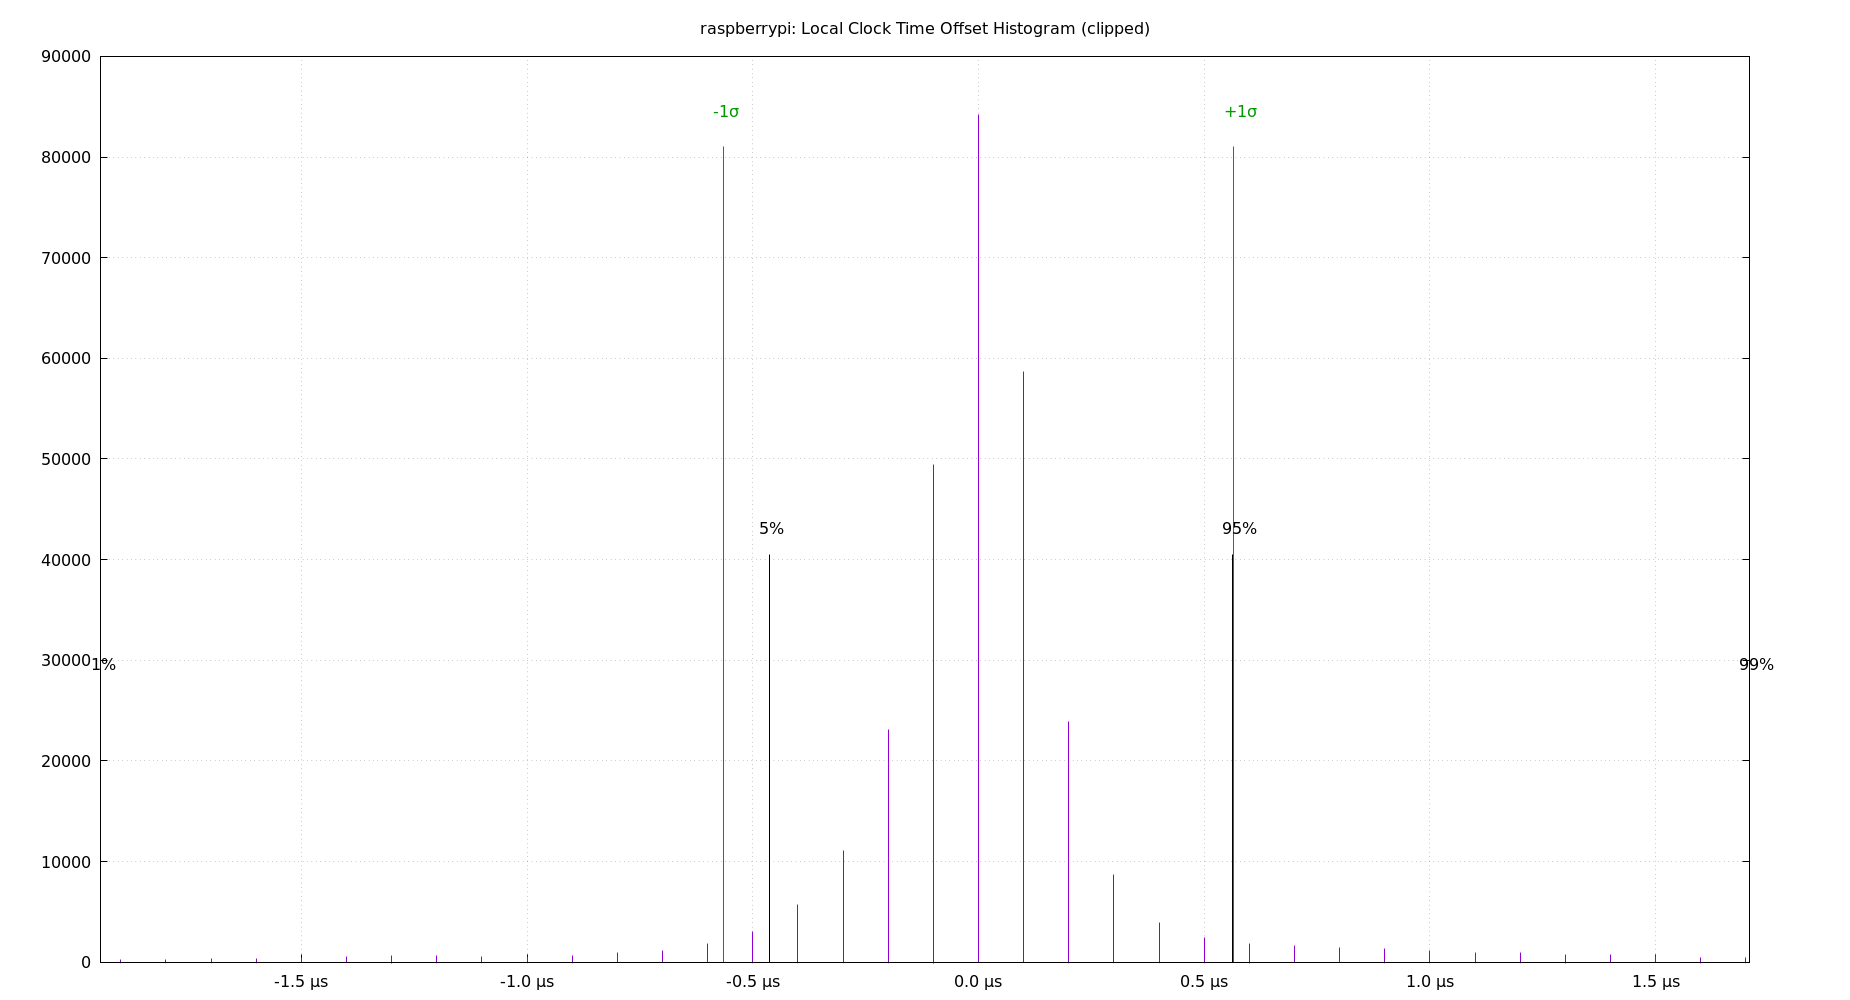 raspberrypi: Local Clock Time Offset Histogram (clipped)
90000
-1σ
+1σ
80000
70000
60000
50000
5%
95%
40000
30000
1%
99%
20000
10000
0
-1.5 µs
-1.0 µs
-0.5 µs
0.0 µs
0.5 µs
1.0 µs
1.5 µs